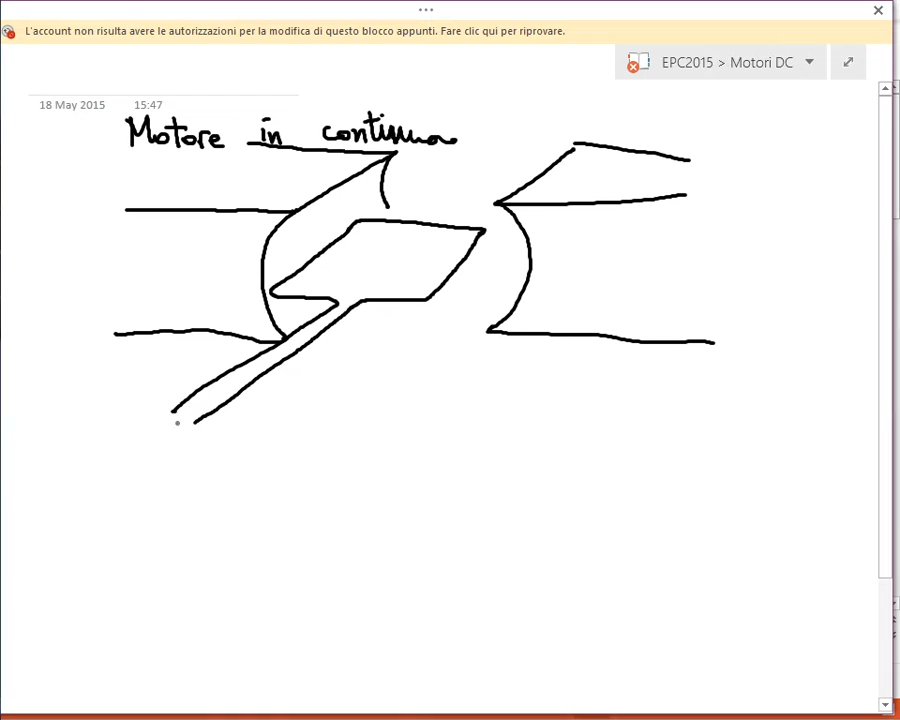 L'account non risulta avere le autorizzazioni per la modifica di questo blocco appunti. Fare clic qui per riprovare.
EPC2015 > Motori DC
18 May 2015 15:47
Motore in continua